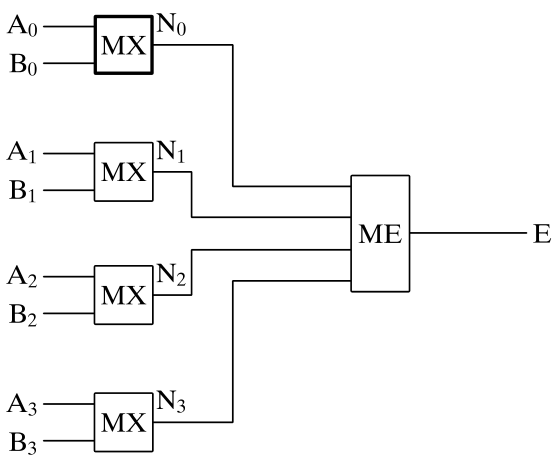 A₀ N₀
MX
B₀
A₁ N₁
MX
B₁
ME E
A₂ N₂
MX
B₂
A₃ N₃
MX
B₃